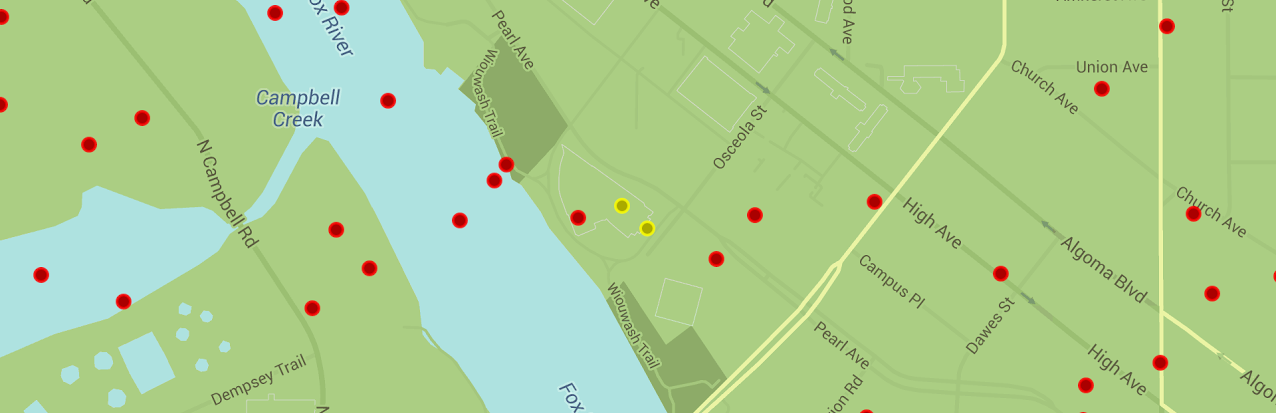 Fox River
Pearl Ave
Wiouwash Trail
Union Ave
Church Ave
Campbell
Creek
Osceola St
N Campbell Rd
High Ave
Church Ave
Algoma Blvd
Campus Pl
Wiouwash Trail
Dawes St
Pearl Ave
High Ave
Dempsey Trail
Fox